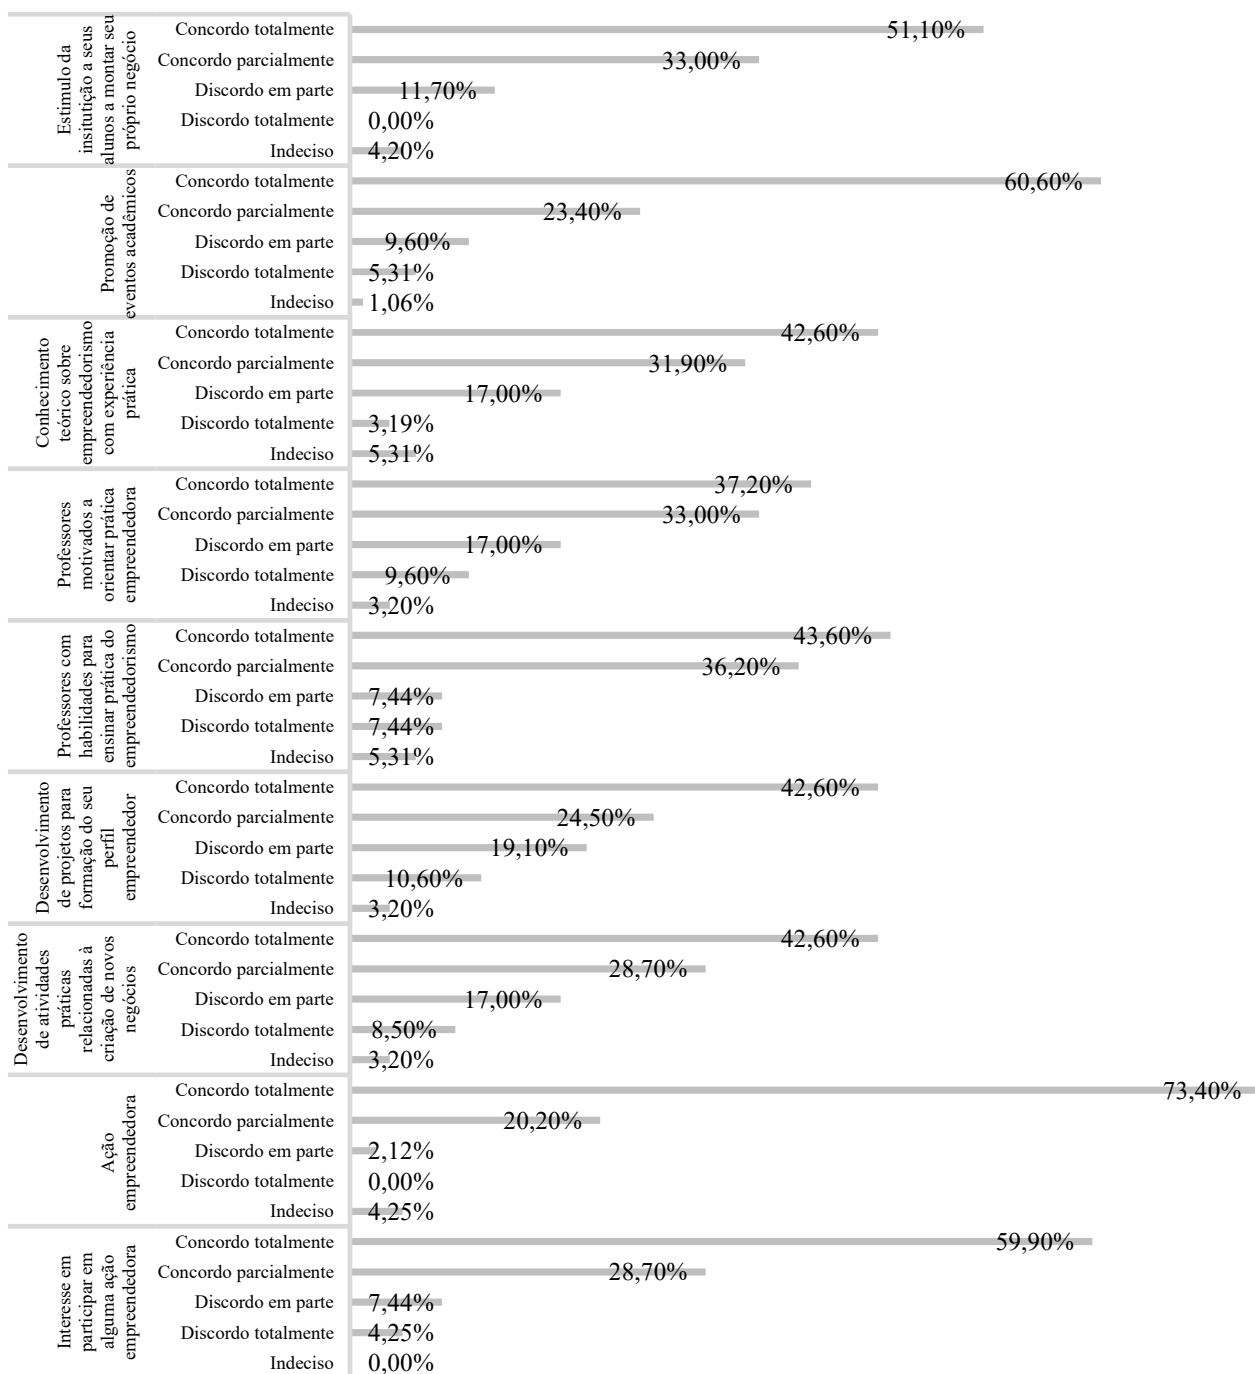 Estimulo da
insitutição a seus
alunos a montar seu
próprio negócio
Concordo totalmente 51,10%
Concordo parcialmente 33,00%
Discordo em parte 11,70%
Discordo totalmente 0,00%
Indeciso 4,20%
Promoção de
eventos acadêmicos
Concordo totalmente 60,60%
Concordo parcialmente 23,40%
Discordo em parte 9,60%
Discordo totalmente 5,31%
Indeciso 1,06%
Conhecimento
teórico sobre
empreendedorismo
com experiência
prática
Concordo totalmente 42,60%
Concordo parcialmente 31,90%
Discordo em parte 17,00%
Discordo totalmente 3,19%
Indeciso 5,31%
Professores
motivados a
orientar prática
empreendedora
Concordo totalmente 37,20%
Concordo parcialmente 33,00%
Discordo em parte 17,00%
Discordo totalmente 9,60%
Indeciso 3,20%
Professores com
habilidades para
ensinar prática do
empreendedorismo
Concordo totalmente 43,60%
Concordo parcialmente 36,20%
Discordo em parte 7,44%
Discordo totalmente 7,44%
Indeciso 5,31%
Desenvolvimento
de projetos para
formação do seu
perfil
empreendedor
Concordo totalmente 42,60%
Concordo parcialmente 24,50%
Discordo em parte 19,10%
Discordo totalmente 10,60%
Indeciso 3,20%
Desenvolvimento
de atividades
práticas
relacionadas à
criação de novos
negócios
Concordo totalmente 42,60%
Concordo parcialmente 28,70%
Discordo em parte 17,00%
Discordo totalmente 8,50%
Indeciso 3,20%
Ação
empreendedora
Concordo totalmente 73,40%
Concordo parcialmente 20,20%
Discordo em parte 2,12%
Discordo totalmente 0,00%
Indeciso 4,25%
Interesse em
participar em
alguma ação
empreendedora
Concordo totalmente 59,90%
Concordo parcialmente 28,70%
Discordo em parte 7,44%
Discordo totalmente 4,25%
Indeciso 0,00%